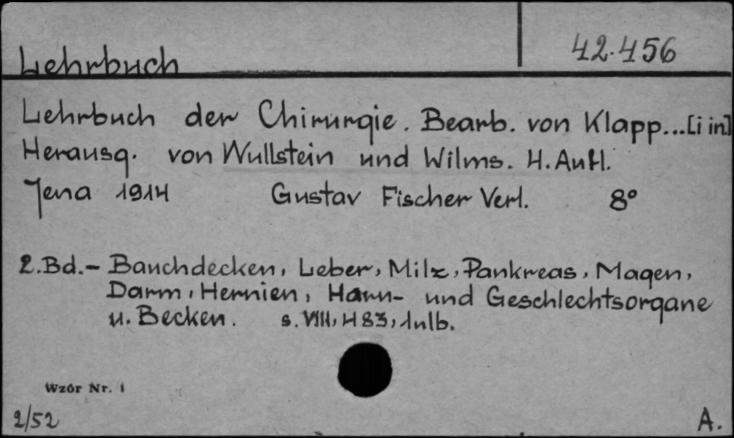 Lehrbuch 42.456
Lehrbuch der Chirurgie. Bearb. von Klapp...[i in]
Herausg. von Wullstein und Wilms. 4. Aufl.
Jena 1914 Gustav Fischer Verl. 8°
2.Bd.- Bauchdecken, Leber, Milz, Pankreas, Magen,
Darm, Hernien, Harn- und Geschlechtsorgane
u. Becken. s. VIII, 483, 1nlb.
Wzór Nr. 1
2/52 A.